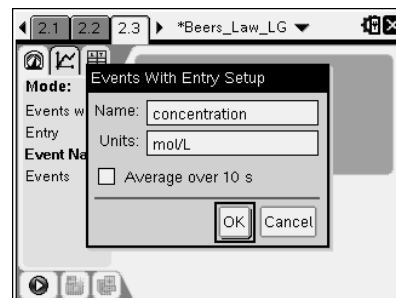 2.1 2.2 2.3 *Beers_Law_LG
Events With Entry Setup
Mode:
Events w
Entry
Event Na
Events
Name: concentration
Units: mol/L
Average over 10 s
OK Cancel